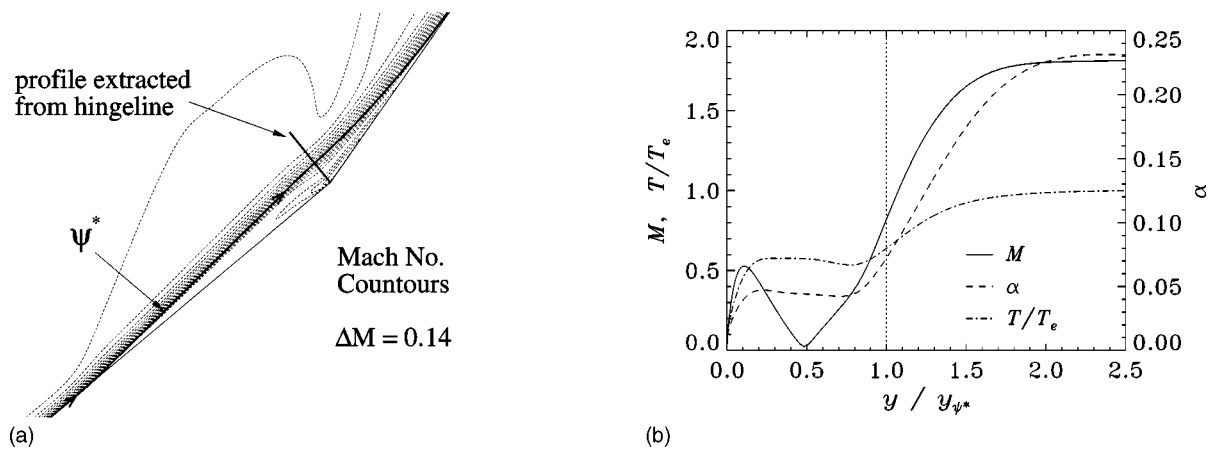 profile extracted
from hingeline
ψ*
Mach No.
Countours
ΔM = 0.14
(a)
2.0
1.5
1.0
0.5
0.0
M, T/Te
0.25
0.20
0.15
0.10
0.05
0.00
α
M
α
T/Te
0.0 0.5 1.0 1.5 2.0 2.5
y / yψ*
(b)